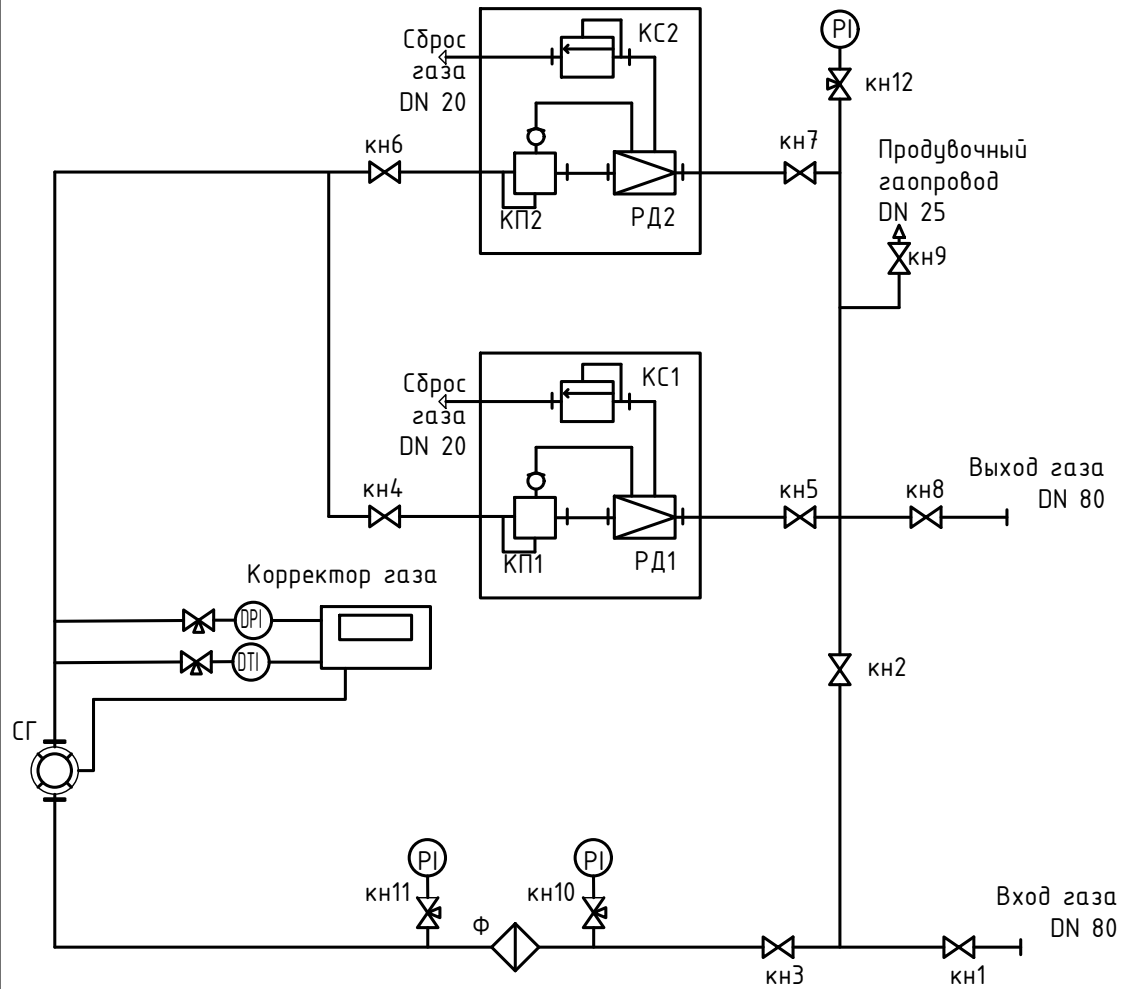 Сброс
газа
DN 20
КС2
PI
кн12
кн6
КП2
РД2
кн7
Продувочный
гаопровод
DN 25
кн9
Сброс
газа
DN 20
КС1
кн4
КП1
РД1
кн5
кн8
Выход газа
DN 80
Корректор газа
DPI
DTI
кн2
СГ
PI
кн11
Ф
PI
кн10
кн3
Вход газа
DN 80
кн1